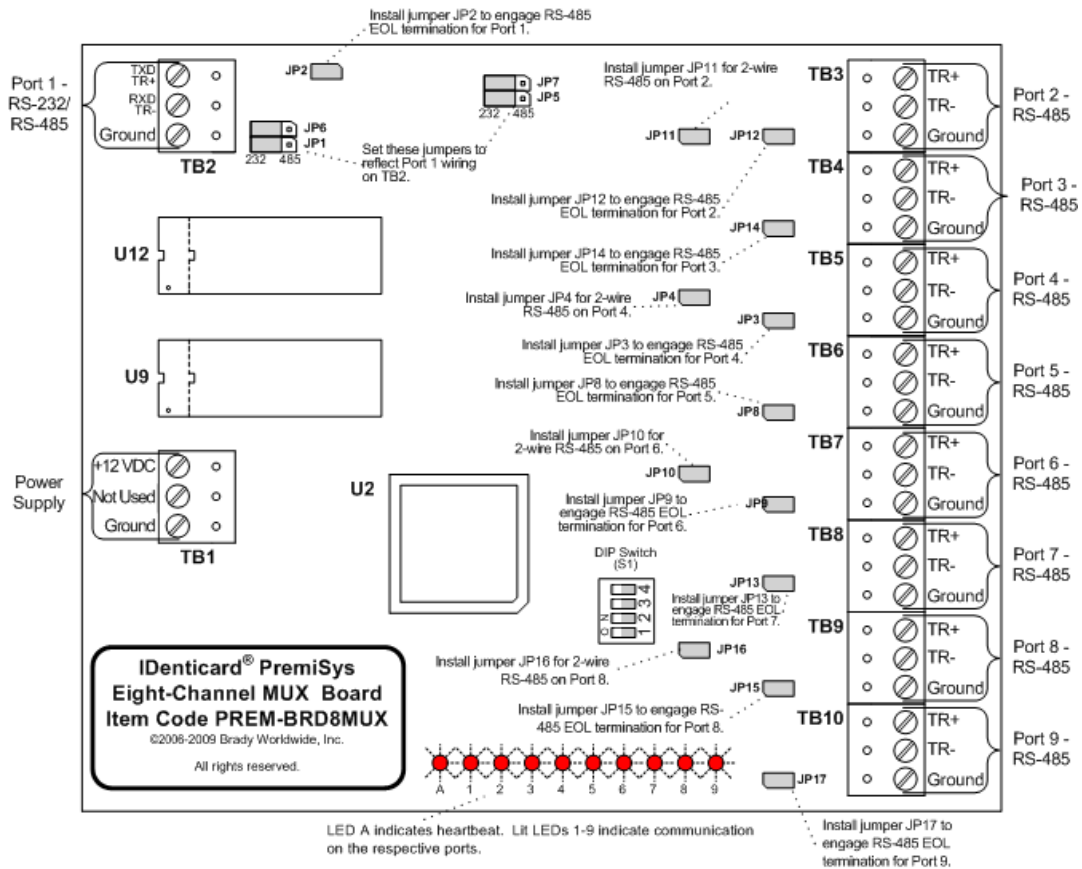 Install jumper JP2 to engage RS-485
EOL termination for Port 1.
Port 1 -
RS-232/
RS-485
TXD
TR+
RXD
TR-
Ground
TB2
JP2
JP6
JP1
232 485
JP7
JP5
232 485
Set these jumpers to
reflect Port 1 wiring
on TB2.
Install jumper JP11 for 2-wire
RS-485 on Port 2.
JP11
JP12
Install jumper JP12 to engage RS-485
EOL termination for Port 2.
JP14
Install jumper JP14 to engage RS-485
EOL termination for Port 3.
Install jumper JP4 for 2-wire
RS-485 on Port 4.
JP4
JP3
Install jumper JP3 to engage RS-485
EOL termination for Port 4.
Install jumper JP8 to engage RS-485
EOL termination for Port 5.
JP8
Install jumper JP10 for
2-wire RS-485 on Port 6.
JP10
Install jumper JP9 to
engage RS-485 EOL
termination for Port 6.
JP9
DIP Switch
(S1)
O N
1 2 3 4
JP13
Install jumper JP13 to
engage RS-485 EOL
termination for Port 7.
JP16
Install jumper JP16 for 2-wire
RS-485 on Port 8.
JP15
Install jumper JP15 to engage RS-
485 EOL termination for Port 8.
JP17
Install jumper JP17 to
engage RS-485 EOL
termination for Port 9.
U12
U9
U2
Power
Supply
+12 VDC
Not Used
Ground
TB1
TB3
TR+
TR-
Ground
Port 2 -
RS-485
TB4
TR+
TR-
Ground
Port 3 -
RS-485
TB5
TR+
TR-
Ground
Port 4 -
RS-485
TB6
TR+
TR-
Ground
Port 5 -
RS-485
TB7
TR+
TR-
Ground
Port 6 -
RS-485
TB8
TR+
TR-
Ground
Port 7 -
RS-485
TB9
TR+
TR-
Ground
Port 8 -
RS-485
TB10
TR+
TR-
Ground
Port 9 -
RS-485
IDenticard® PremiSys
Eight-Channel MUX Board
Item Code PREM-BRD8MUX
©2006-2009 Brady Worldwide, Inc.
All rights reserved.
A 1 2 3 4 5 6 7 8 9
LED A indicates heartbeat. Lit LEDs 1-9 indicate communication
on the respective ports.